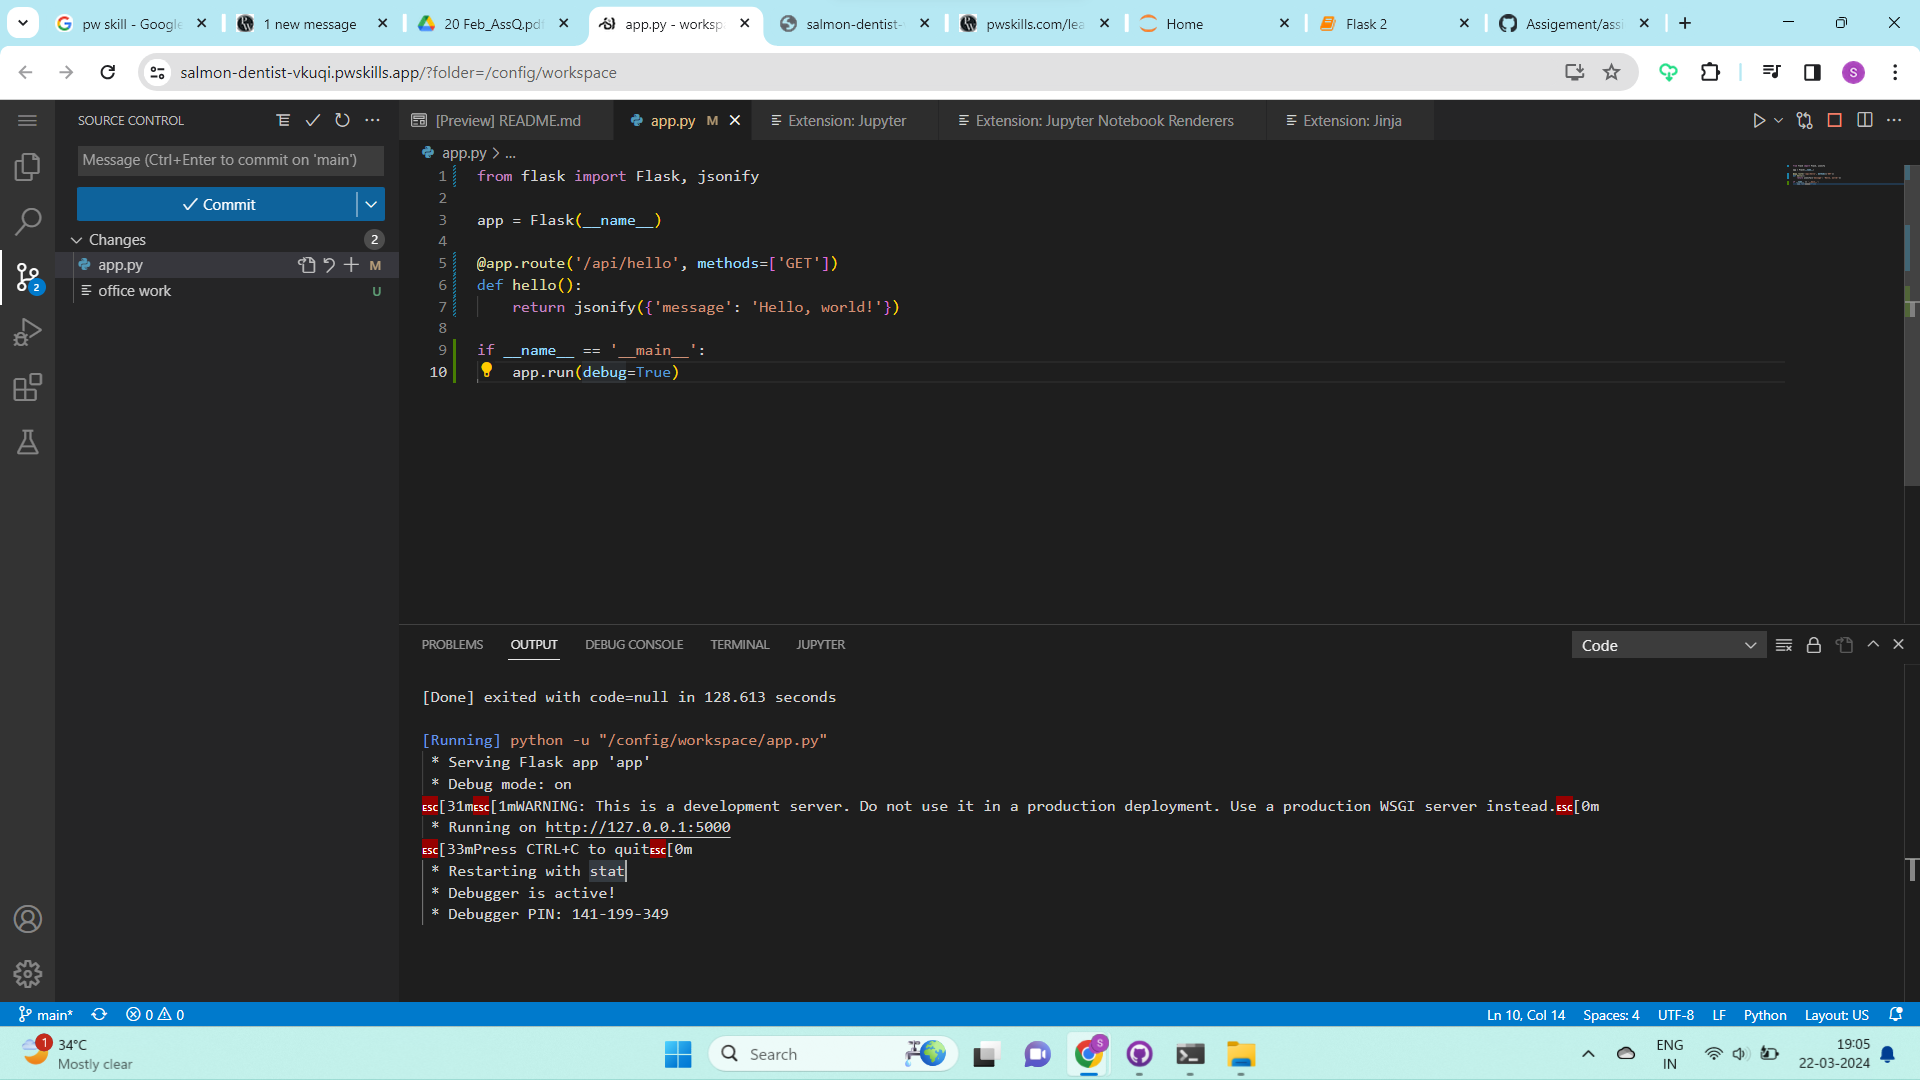 pw skill - Google
1 new message
20 Feb_AssQ.pdf
app.py - worksp
salmon-dentist-
pwskills.com/lea
Home
Flask 2
Assigement/assi
salmon-dentist-vkuqi.pwskills.app/?folder=/config/workspace
S
SOURCE CONTROL
[Preview] README.md
app.py M
Extension: Jupyter
Extension: Jupyter Notebook Renderers
Extension: Jinja
Message (Ctrl+Enter to commit on 'main')
Commit
Changes 2
app.py M
office work U
2
app.py > ...
1 from flask import Flask, jsonify
2
3 app = Flask(__name__)
4
5 @app.route('/api/hello', methods=['GET'])
6 def hello():
7 return jsonify({'message': 'Hello, world!'})
8
9 if __name__ == '__main__':
10 app.run(debug=True)
PROBLEMS OUTPUT DEBUG CONSOLE TERMINAL JUPYTER
Code
[Done] exited with code=null in 128.613 seconds
[Running] python -u "/config/workspace/app.py"
* Serving Flask app 'app'
* Debug mode: on
ESC[31mESC[1mWARNING: This is a development server. Do not use it in a production deployment. Use a production WSGI server instead.ESC[0m
* Running on http://127.0.0.1:5000
ESC[33mPress CTRL+C to quitESC[0m
* Restarting with stat
* Debugger is active!
* Debugger PIN: 141-199-349
main* 0 0
Ln 10, Col 14 Spaces: 4 UTF-8 LF Python Layout: US
1
34°C
Mostly clear
Search
S
ENG
IN
19:05
22-03-2024